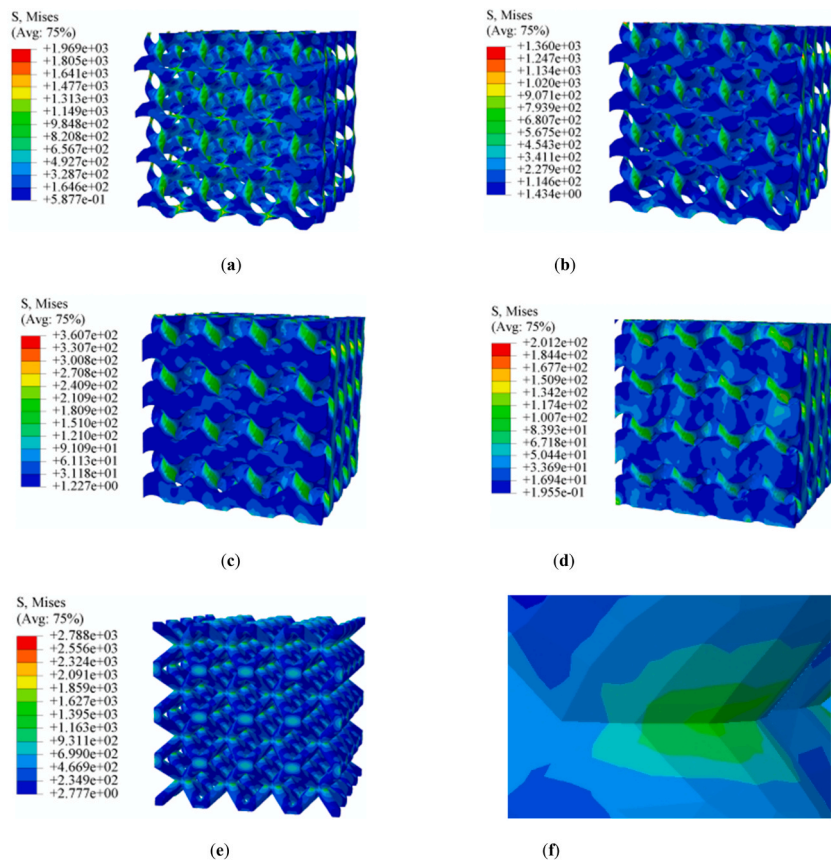 S, Mises
(Avg: 75%)
+1.969e+03
+1.805e+03
+1.641e+03
+1.477e+03
+1.313e+03
+1.149e+03
+9.848e+02
+8.208e+02
+6.567e+02
+4.927e+02
+3.287e+02
+1.646e+02
+5.877e-01
(a)
S, Mises
(Avg: 75%)
+1.360e+03
+1.247e+03
+1.134e+03
+1.020e+03
+9.071e+02
+7.939e+02
+6.807e+02
+5.675e+02
+4.543e+02
+3.411e+02
+2.279e+02
+1.146e+02
+1.434e+00
(b)
S, Mises
(Avg: 75%)
+3.607e+02
+3.307e+02
+3.008e+02
+2.708e+02
+2.409e+02
+2.109e+02
+1.809e+02
+1.510e+02
+1.210e+02
+9.109e+01
+6.113e+01
+3.118e+01
+1.227e+00
(c)
S, Mises
(Avg: 75%)
+2.012e+02
+1.844e+02
+1.677e+02
+1.509e+02
+1.342e+02
+1.174e+02
+1.007e+02
+8.393e+01
+6.718e+01
+5.044e+01
+3.369e+01
+1.694e+01
+1.955e-01
(d)
S, Mises
(Avg: 75%)
+2.788e+03
+2.556e+03
+2.324e+03
+2.091e+03
+1.859e+03
+1.627e+03
+1.395e+03
+1.163e+03
+9.311e+02
+6.990e+02
+4.669e+02
+2.349e+02
+2.777e+00
(e)
(f)